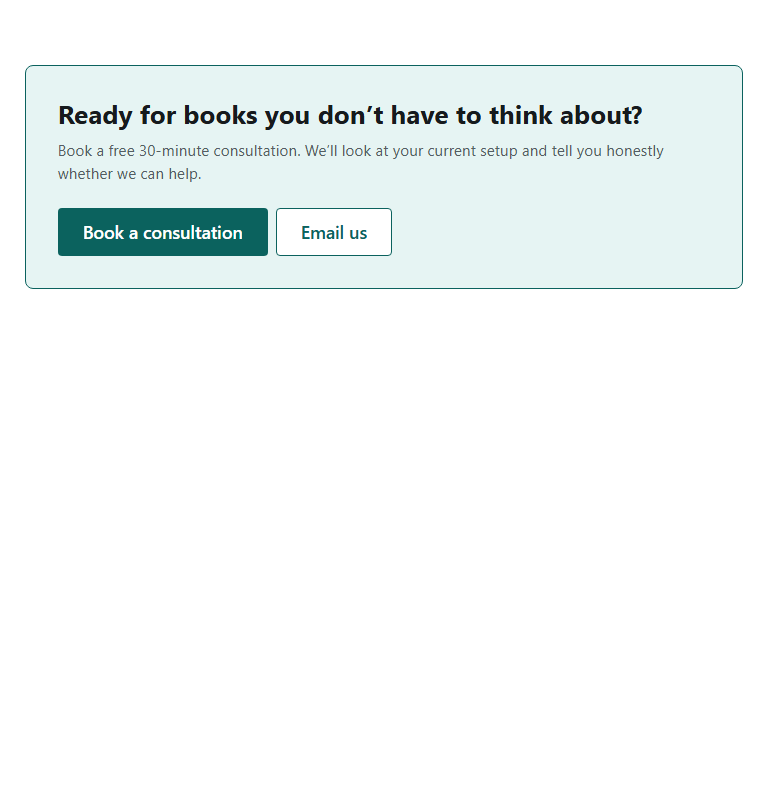 Ready for books you don’t have to think about?
Book a free 30-minute consultation. We’ll look at your current setup and tell you honestly
whether we can help.
Book a consultation
Email us